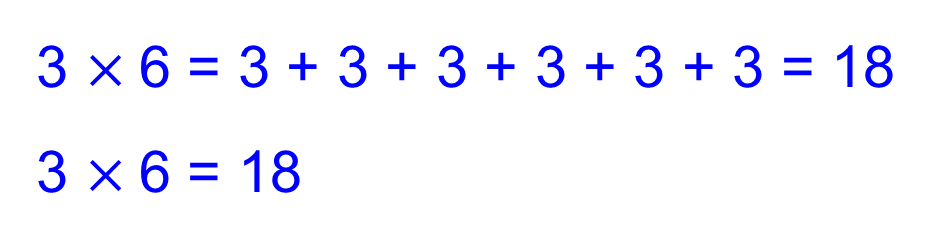 3 × 6 = 3 + 3 + 3 + 3 + 3 + 3 = 18
3 × 6 = 18